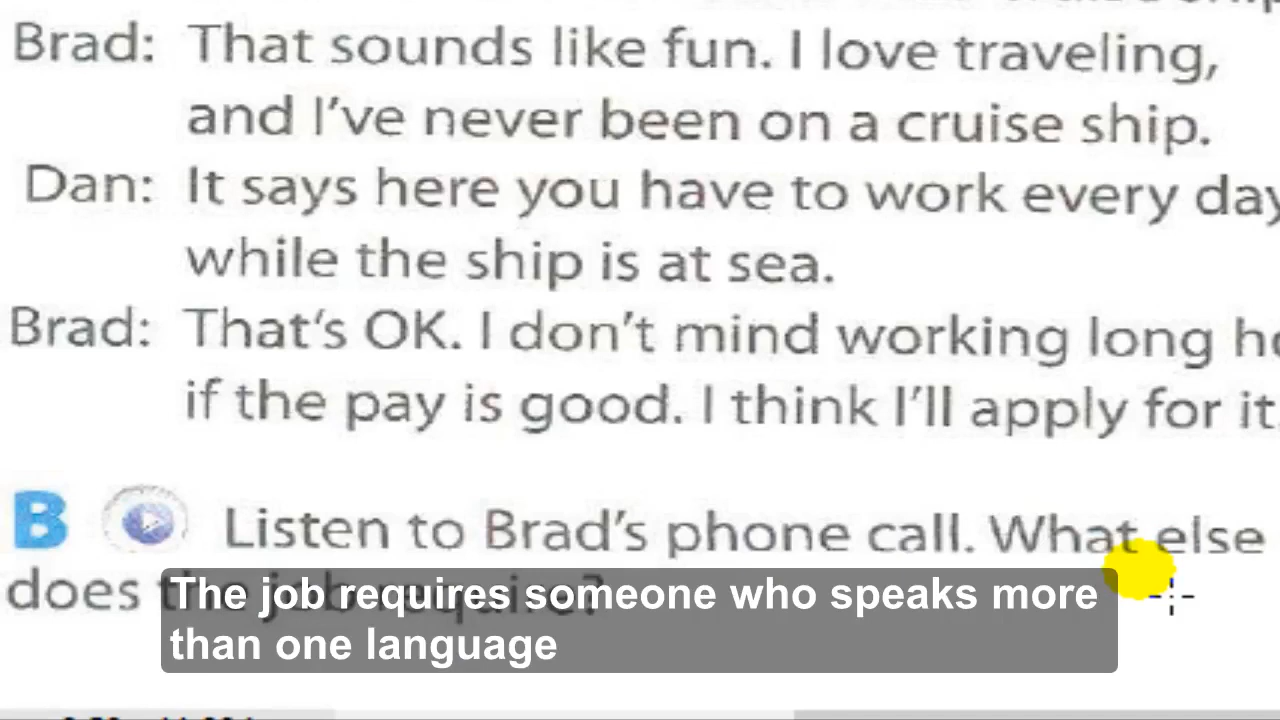 Brad: That sounds like fun. I love traveling,
and I've never been on a cruise ship.
Dan: It says here you have to work every day
while the ship is at sea.
Brad: That's OK. I don't mind working long
if the pay is good. I think I'll apply for it.
B Listen to Brad's phone call. What else
does the job require?
The job requires someone who speaks more
than one language